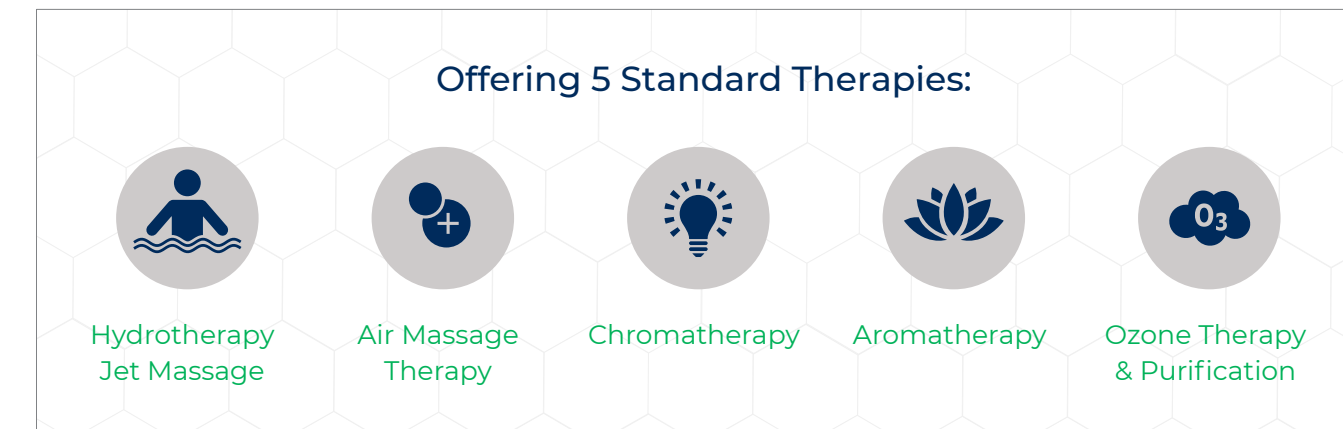 Offering 5 Standard Therapies:
O3
Hydrotherapy
Jet Massage
Air Massage
Therapy
Chromatherapy
Aromatherapy
Ozone Therapy
& Purification